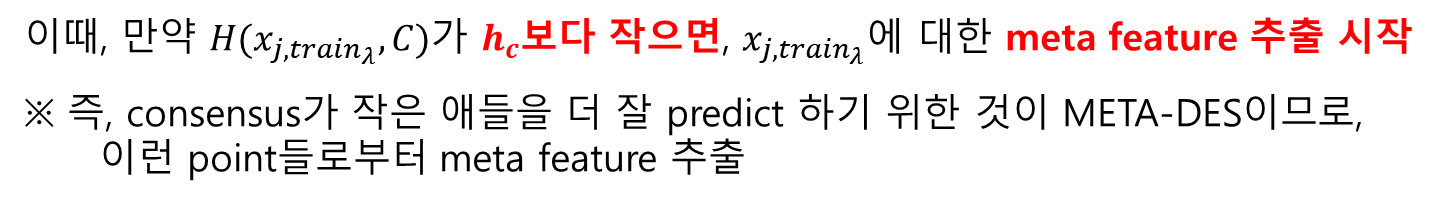 이때, 만약 𝐻(𝑥_{𝑗,𝑡𝑟𝑎𝑖𝑛_𝜆}, 𝐶)가 𝒉_𝒄보다 작으면, 𝑥_{𝑗,𝑡𝑟𝑎𝑖𝑛_𝜆}에 대한 meta feature 추출 시작
※ 즉, consensus가 작은 애들을 더 잘 predict 하기 위한 것이 META-DES이므로,
이런 point들로부터 meta feature 추출